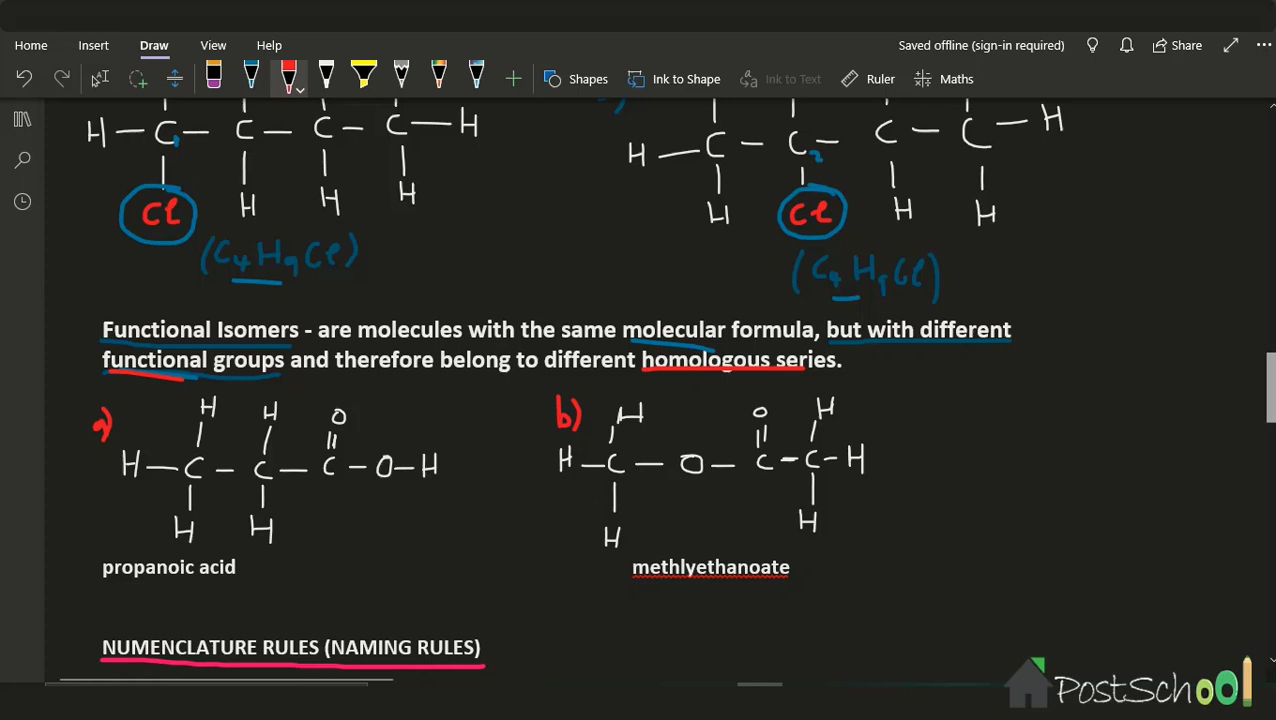 Home Insert Draw View Help Saved offline (sign-in required) Share
Shapes Ink to Shape Ink to Text Ruler Maths
H C C C C H
H C C C C H
1 2
Cl H H H
H Cl H H
(C4H9Cl) (C4H9Cl)
Functional Isomers - are molecules with the same molecular formula, but with different
functional groups and therefore belong to different homologous series.
a) H H O
b) H O H
H C C C O H
H C O C C H
H H
H H
propanoic acid methlyethanoate
NUMENCLATURE RULES (NAMING RULES)
PostSchool